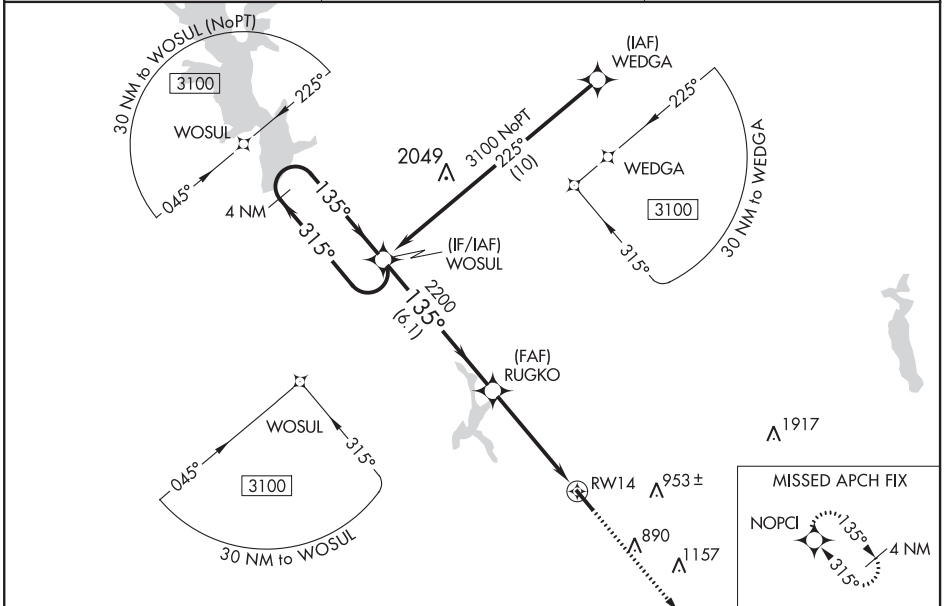 30 NM to WOSUL (NoPT)
3100
225°
WOSUL
045°
(IAF)
WEDGA
3100 NoPT
225°
(10)
2049
225°
WEDGA
3100
315°
30 NM to WEDGA
4 NM
135°
315°
(IF/IAF)
WOSUL
2200
135°
(6.1)
(FAF)
RUGKO
WOSUL
045°
315°
3100
30 NM to WOSUL
1917
RW14
953 ±
890
1157
MISSED APCH FIX
NOPCI
135°
4 NM
315°